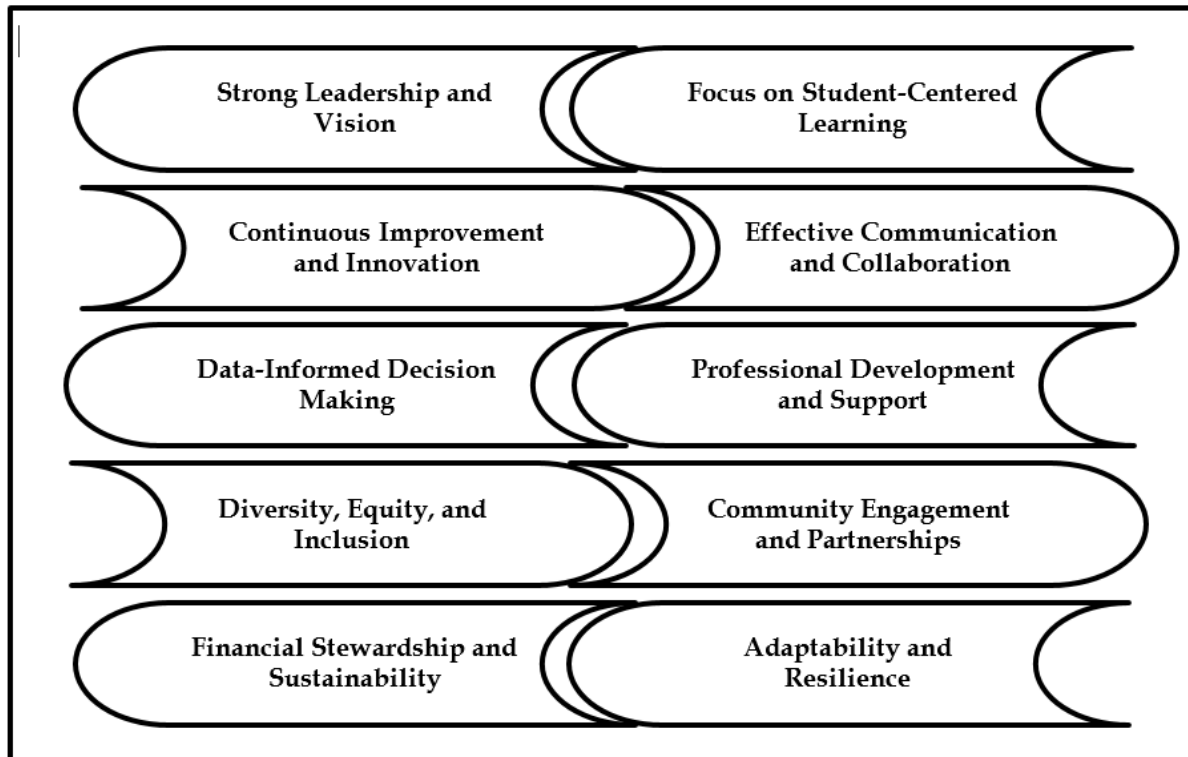 Strong Leadership and
Vision
Focus on Student-Centered
Learning
Continuous Improvement
and Innovation
Effective Communication
and Collaboration
Data-Informed Decision
Making
Professional Development
and Support
Diversity, Equity, and
Inclusion
Community Engagement
and Partnerships
Financial Stewardship and
Sustainability
Adaptability and
Resilience